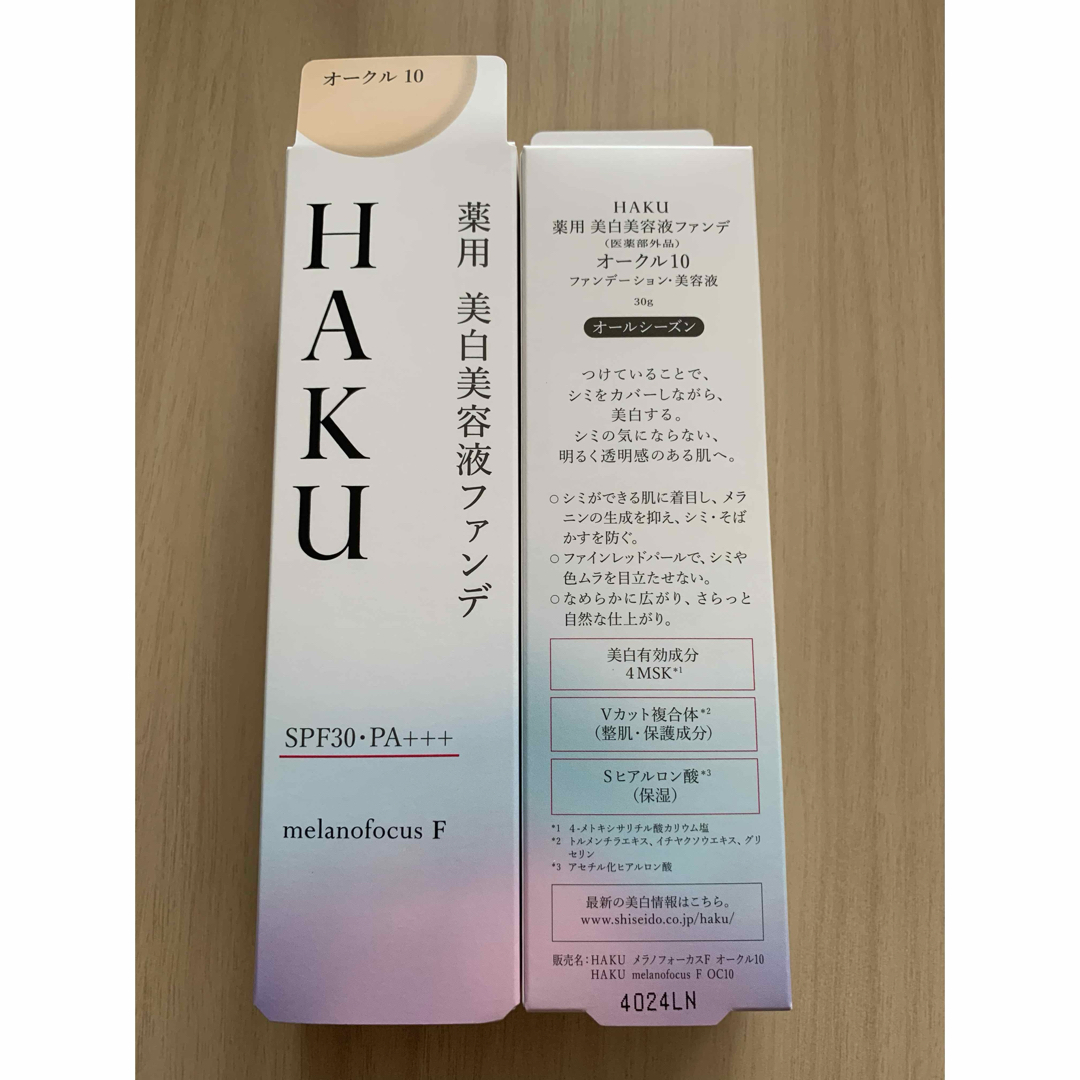 オークル 10
HAKU
薬用 美白美容液ファンデ
SPF30・PA+++
melanofocus F
HAKU
薬用 美白美容液ファンデ
(医薬部外品)
オークル10
ファンデーション・美容液
30g
オールシーズン
つけていることで、
シミをカバーしながら、
美白する。
シミの気にならない、
明るく透明感のある肌へ。
○シミができる肌に着目し、メラ
ニンの生成を抑え、シミ・そば
かすを防ぐ。
○ファインレッドパールで、シミや
色ムラを目立たせない。
○なめらかに広がり、さらっと
自然な仕上がり。
美白有効成分
4MSK*1
Vカット複合体*2
(整肌・保護成分)
Sヒアルロン酸*3
(保湿)
*1 4-メトキシサリチル酸カリウム塩
*2 トルメンチラエキス、イチヤクソウエキス、グリ
セリン
*3 アセチル化ヒアルロン酸
最新の美白情報はこちら。
www.shiseido.co.jp/haku/
販売名:HAKU メラノフォーカスF オークル10
HAKU melanofocus F OC10
4024LN